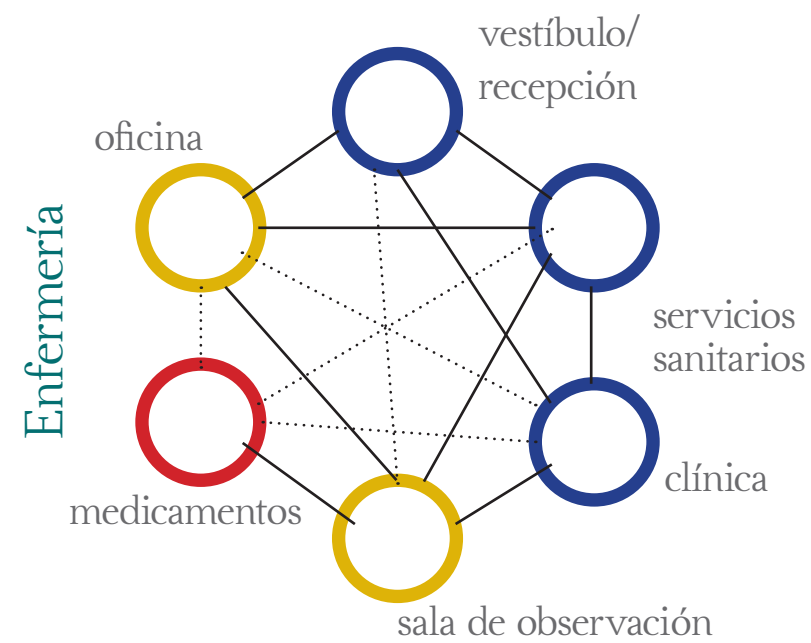 vestíbulo/
recepción
oficina
Enfermería
servicios
sanitarios
clínica
medicamentos
sala de observación